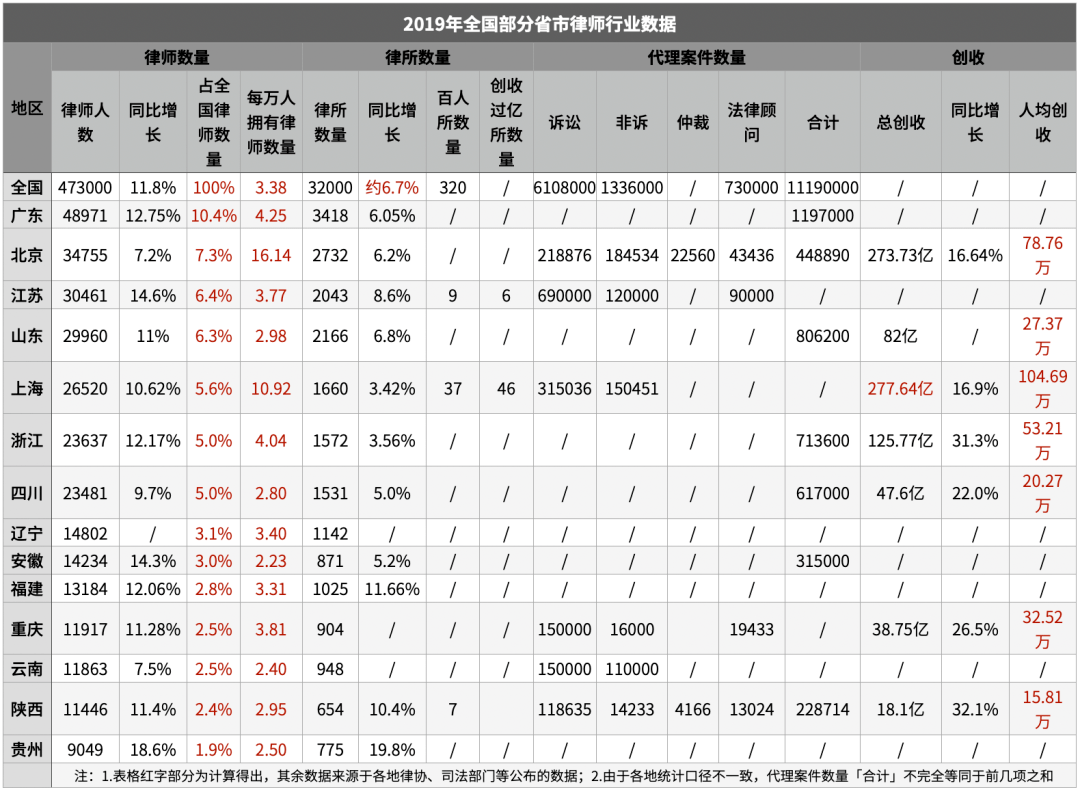 2019年全国部分省市律师行业数据
地区 律师数量 律所数量 代理案件数量 创收
律师人数 同比增长 占全国律师数量 每万人拥有律师数量 律所数量 同比增长 百人所数量 创收过亿所数量 诉讼 非诉 仲裁 法律顾问 合计 总创收 同比增长 人均创收
全国 473000 11.8% 100% 3.38 32000 约6.7% 320 / 6108000 1336000 / 730000 11190000 / / /
广东 48971 12.75% 10.4% 4.25 3418 6.05% / / / / / / 1197000 / / /
北京 34755 7.2% 7.3% 16.14 2732 6.2% / / 218876 184534 22560 43436 448890 273.73亿 16.64% 78.76万
江苏 30461 14.6% 6.4% 3.77 2043 8.6% 9 6 690000 120000 / 90000 / / / /
山东 29960 11% 6.3% 2.98 2166 6.8% / / / / / / 806200 82亿 / 27.37万
上海 26520 10.62% 5.6% 10.92 1660 3.42% 37 46 315036 150451 / / / 277.64亿 16.9% 104.69万
浙江 23637 12.17% 5.0% 4.04 1572 3.56% / / / / / / 713600 125.77亿 31.3% 53.21万
四川 23481 9.7% 5.0% 2.80 1531 5.0% / / / / / / 617000 47.6亿 22.0% 20.27万
辽宁 14802 / 3.1% 3.40 1142 / / / / / / / / / / /
安徽 14234 14.3% 3.0% 2.23 871 5.2% / / / / / / 315000 / / /
福建 13184 12.06% 2.8% 3.31 1025 11.66% / / / / / / / / / /
重庆 11917 11.28% 2.5% 3.81 904 / / / 150000 16000 19433 / 38.75亿 26.5% 32.52万
云南 11863 7.5% 2.5% 2.40 948 / / / 150000 110000 / / / / / /
陕西 11446 11.4% 2.4% 2.95 654 10.4% 7 118635 14233 4166 13024 228714 18.1亿 32.1% 15.81万
贵州 9049 18.6% 1.9% 2.50 775 19.8% / / / / / / / / / /
注：1.表格红字部分为计算得出，其余数据来源于各地律协、司法部门等公布的数据；2.由于各地统计口径不一致，代理案件数量「合计」不完全等同于前几项之和